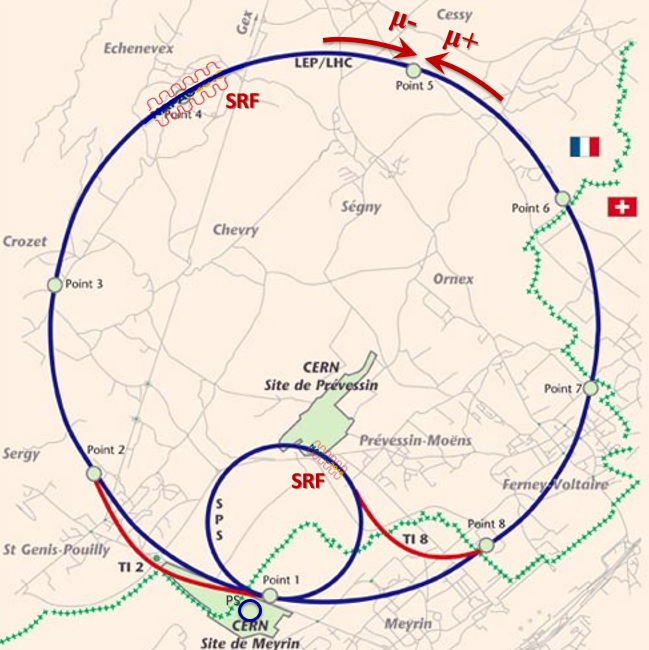 Cessy
Gex
μ-
μ+
Echenevex
LEP/LHC
Point 5
SRF
Point 4
Point 6
Ségny
Chevry
Crozet
Ornex
Point 3
CERN
Site de Prévessin
Point 7
Prévessin-Moëns
Point 2
Sergy
SRF
Ferney-Voltaire
SPS
Point 8
TI 8
St Genis-Pouilly
TI 2
Point 1
PS
CERN
Meyrin
Site de Meyrin